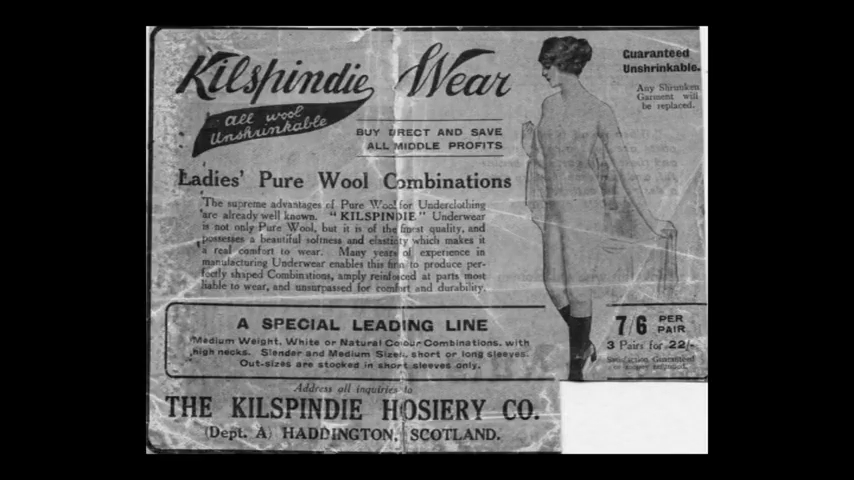 Kilspindie Wear
all wool
Unshrinkable
BUY DIRECT AND SAVE
ALL MIDDLE PROFITS
Guaranteed
Unshrinkable.
Any Shrunken
Garment will
be replaced.
Ladies' Pure Wool Combinations
The supreme advantages of Pure Wool for Underclothing
are already well known. "KILSPINDIE" Underwear
is not only Pure Wool, but it is of the finest quality, and
possesses a beautiful softness and elasticity which makes it
a real comfort to wear. Many years of experience in
manufacturing Underwear enables this firm to produce per-
fectly shaped Combinations, amply reinforced at parts most
liable to wear, and unsurpassed for comfort and durability.
A SPECIAL LEADING LINE
Medium Weight, White or Natural Colour Combinations, with
high necks. Slender and Medium Sizes, short or long sleeves.
Out-sizes are stocked in short sleeves only.
7/6 PER PAIR
3 Pairs for 22/-
Satisfaction Guaranteed
or money refunded.
Address all inquiries to
THE KILSPINDIE HOSIERY CO.
(Dept. A) HADDINGTON, SCOTLAND.